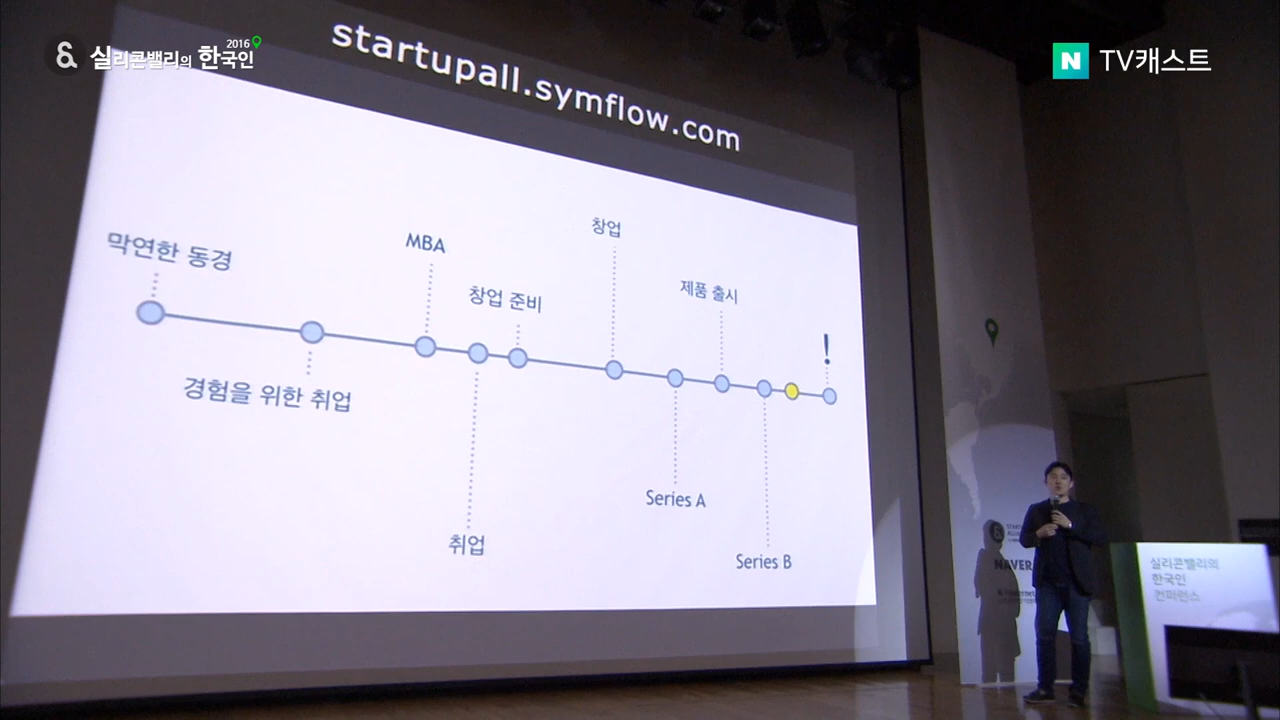 & 실리콘밸리의 한국인 2016
N TV캐스트
startupall.symflow.com
막연한 동경
경험을 위한 취업
MBA
취업
창업 준비
창업
Series A
제품 출시
Series B
!
NAVER
실리콘밸리의
한국인
컨퍼런스